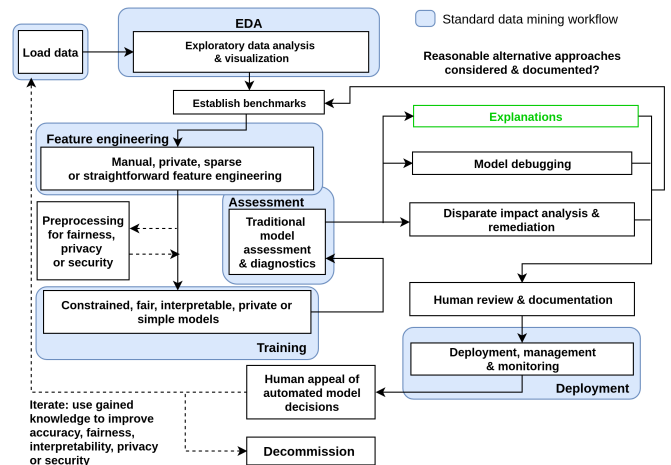 EDA
Standard data mining workflow
Load data
Exploratory data analysis
& visualization
Reasonable alternative approaches
considered & documented?
Establish benchmarks
Explanations
Feature engineering
Manual, private, sparse
or straightforward feature engineering
Model debugging
Assessment
Traditional
model
assessment
& diagnostics
Preprocessing
for fairness,
privacy
or security
Disparate impact analysis &
remediation
Constrained, fair, interpretable, private or
simple models
Training
Human review & documentation
Deployment, management
& monitoring
Deployment
Human appeal of
automated model
decisions
Iterate: use gained
knowledge to improve
accuracy, fairness,
interpretability, privacy
or security
Decommission